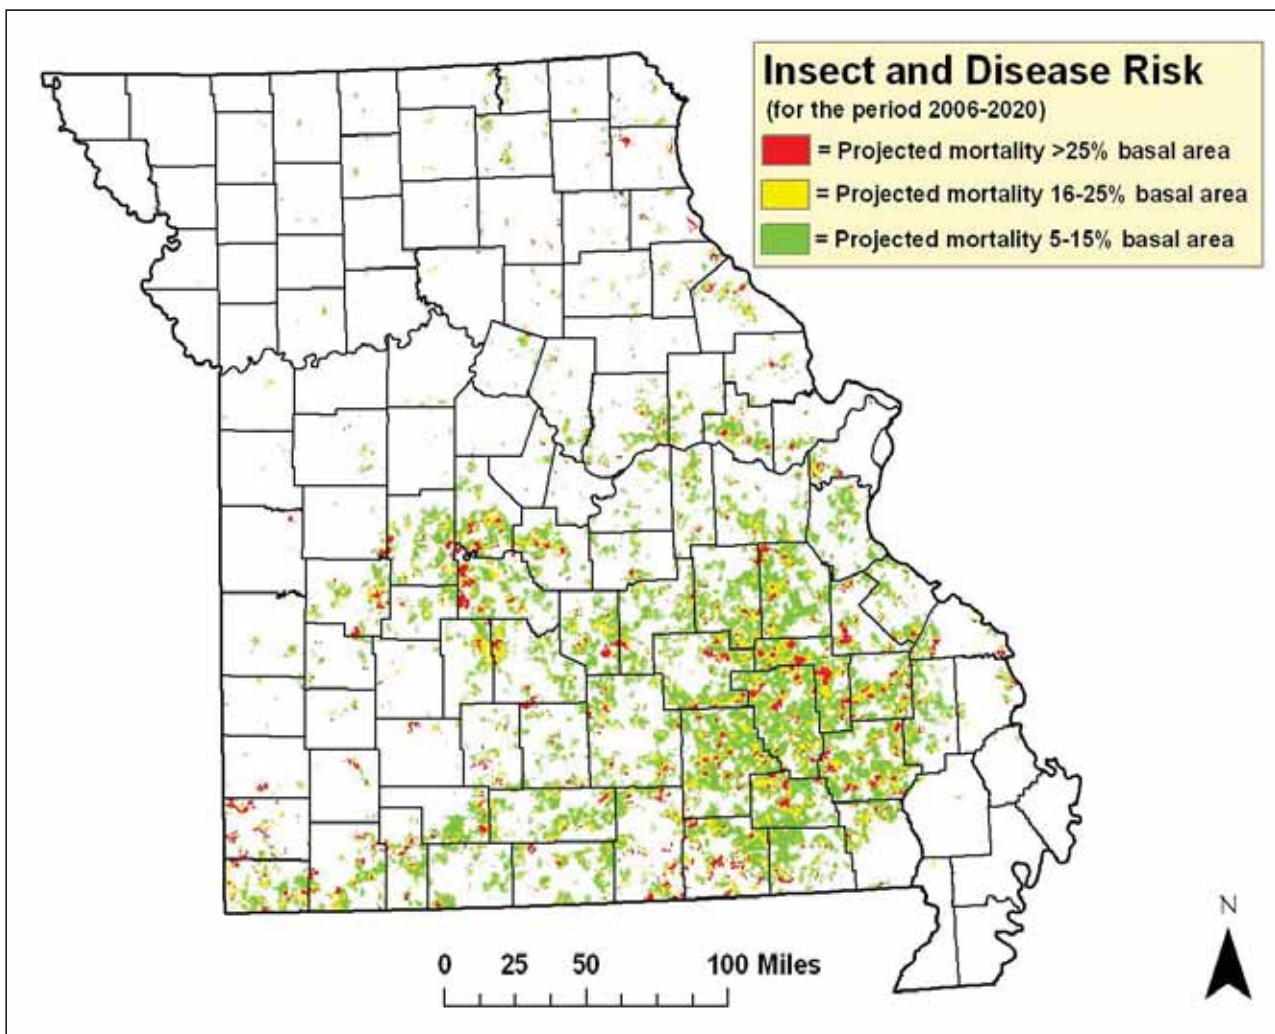 Insect and Disease Risk
(for the period 2006-2020)
= Projected mortality >25% basal area
= Projected mortality 16-25% basal area
= Projected mortality 5-15% basal area
N
0 25 50 100 Miles